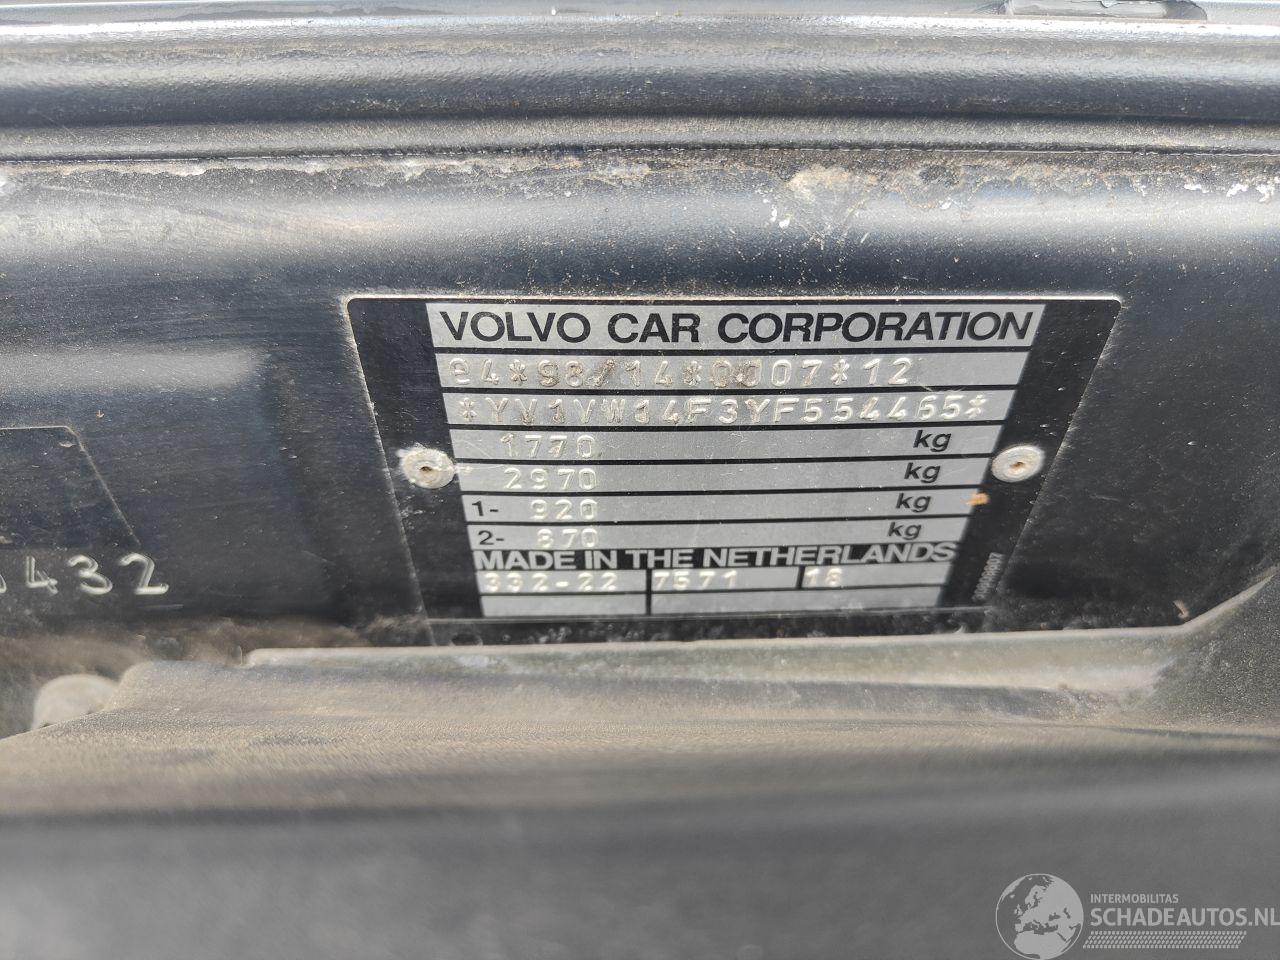 VOLVO CAR CORPORATION
e4*98/14*0007*12
*YV1VW14F3YF554465*
1770 kg
2970 kg
1- 920 kg
2- 870 kg
MADE IN THE NETHERLANDS
332-22 7571 18
432
INTERMOBILITAS
SCHADEAUTOS.NL